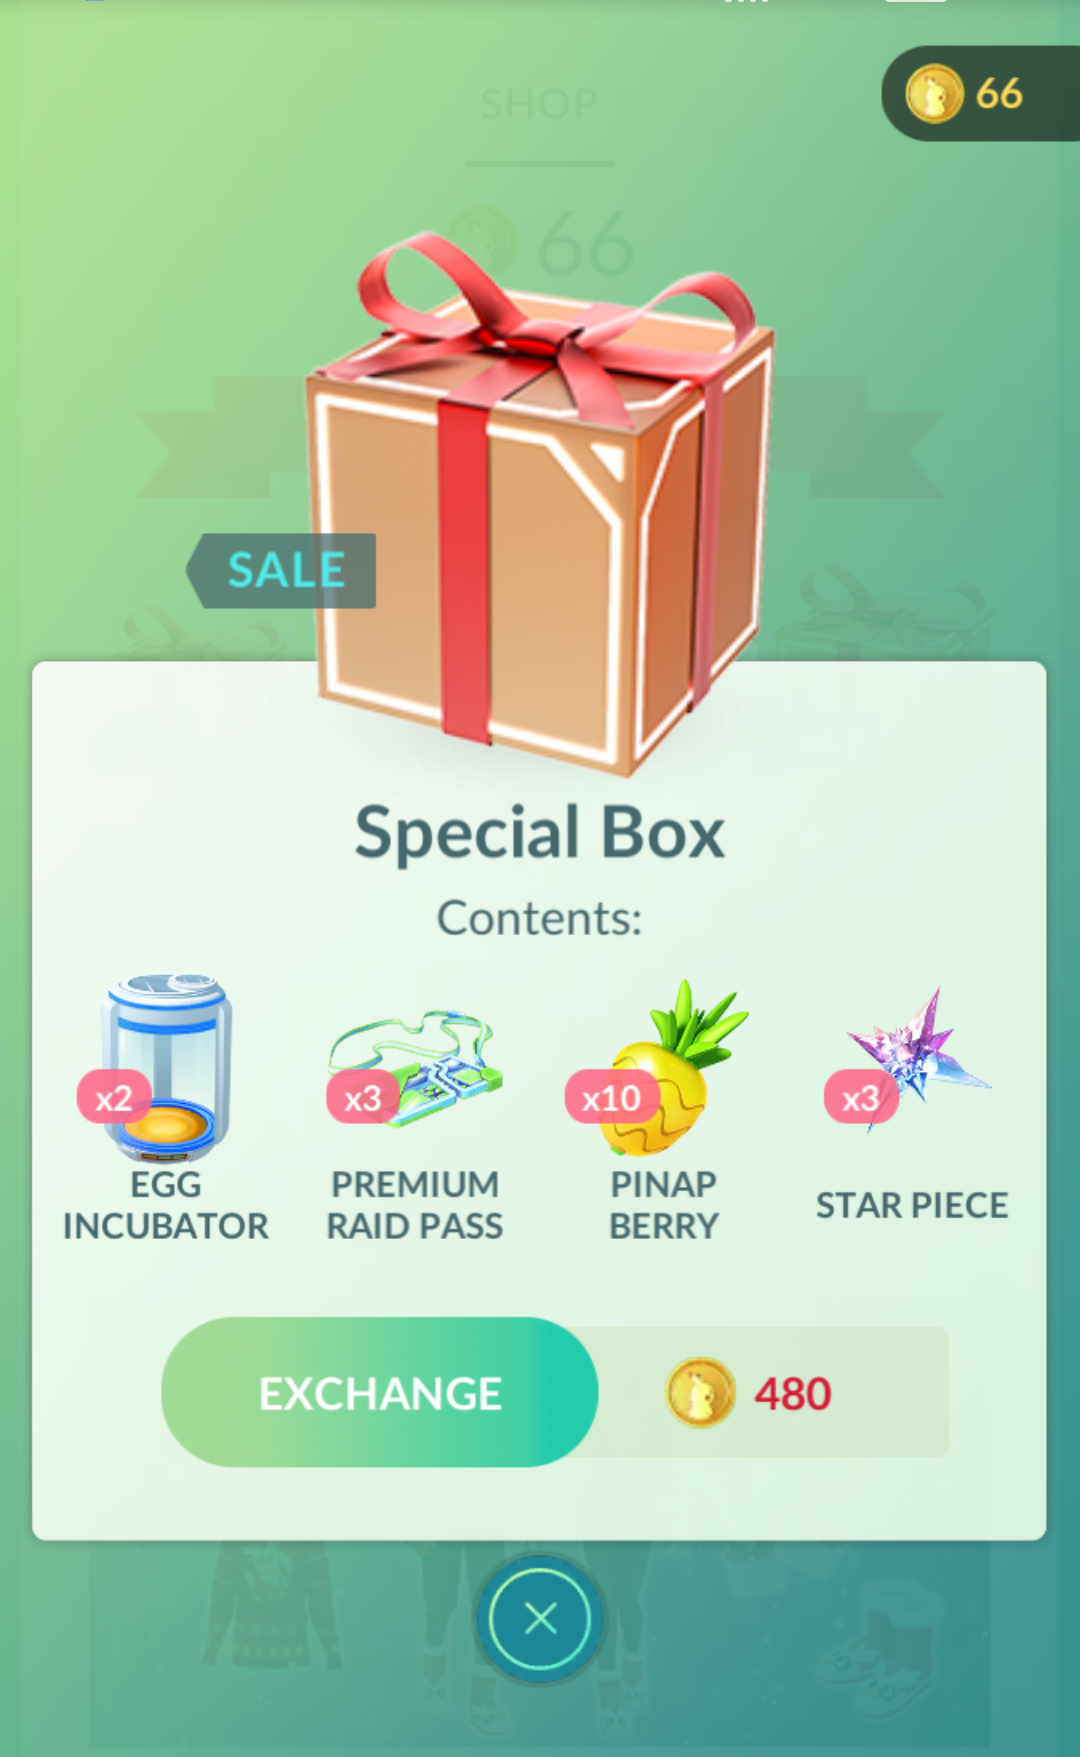 66
SHOP
66
SALE
Special Box
Contents:
x2
x3
x10
x3
EGG
INCUBATOR
PREMIUM
RAID PASS
PINAP
BERRY
STAR PIECE
EXCHANGE
480